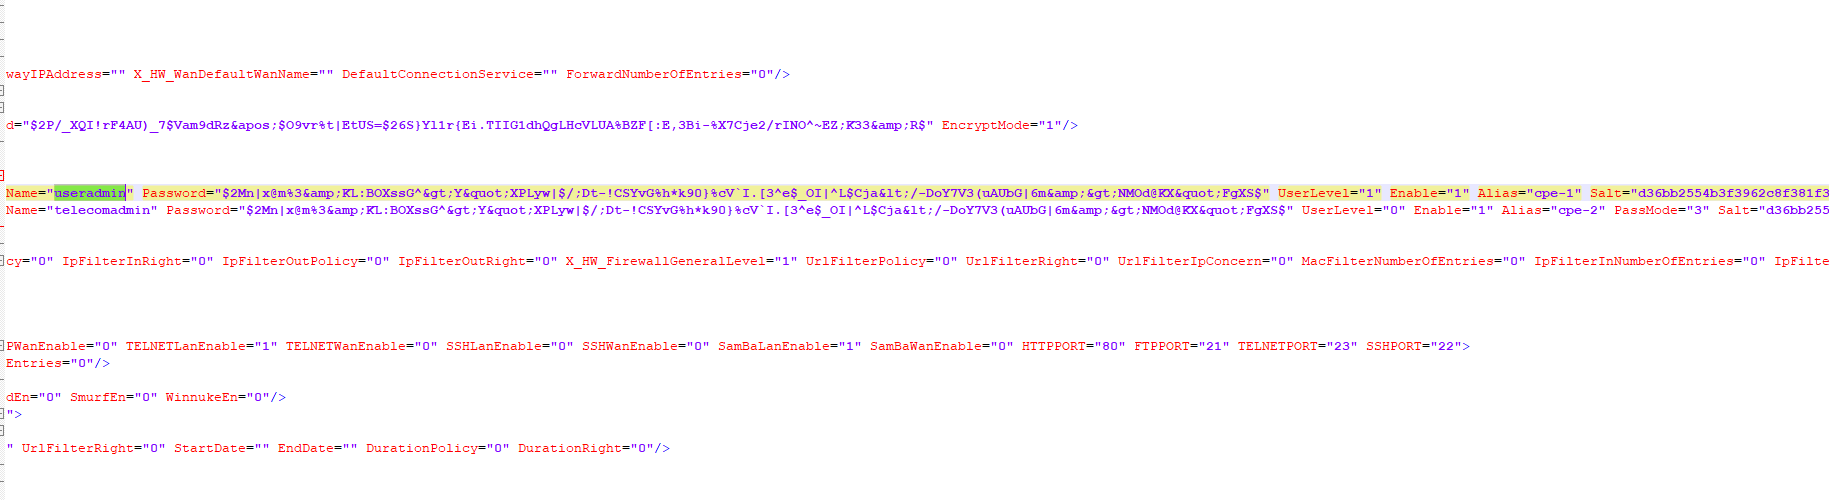 wayIPAddress="" X_HW_WanDefaultWanName="" DefaultConnectionService="" ForwardNumberOfEntries="0"/>
d="$2P/_XQI!rF4AU)_7$Vam9dRz&apos;$O9vr%t|EtUS=$26S}Yl1r{Ei.TIIG1dhQgLHcVLUA%BZF[:E,3Bi-%X7Cje2/rINO^~EZ;K33&amp;R$" EncryptMode="1"/>
Name="useradmin" Password="$2Mn|x@m%3&amp;KL:BOXssG^&gt;Y&quot;XPLyw|$/;Dt-!CSYvG%h*k90}%cV`I.[3^e$_OI|^L$Cja&lt;/-DoY7V3(uAUbG|6m&amp;&gt;NMOd@KX&quot;FgXS$" UserLevel="1" Enable="1" Alias="cpe-1" Salt="d36bb2554b3f3962c8f381f3
Name="telecomadmin" Password="$2Mn|x@m%3&amp;KL:BOXssG^&gt;Y&quot;XPLyw|$/;Dt-!CSYvG%h*k90}%cV`I.[3^e$_OI|^L$Cja&lt;/-DoY7V3(uAUbG|6m&amp;&gt;NMOd@KX&quot;FgXS$" UserLevel="0" Enable="1" Alias="cpe-2" PassMode="3" Salt="d36bb255
cy="0" IpFilterInRight="0" IpFilterOutPolicy="0" IpFilterOutRight="0" X_HW_FirewallGeneralLevel="1" UrlFilterPolicy="0" UrlFilterRight="0" UrlFilterIpConcern="0" MacFilterNumberOfEntries="0" IpFilterInNumberOfEntries="0" IpFilte
PWanEnable="0" TELNETLanEnable="1" TELNETWanEnable="0" SSHLanEnable="0" SSHWanEnable="0" SamBaLanEnable="1" SamBaWanEnable="0" HTTPPORT="80" FTPPORT="21" TELNETPORT="23" SSHPORT="22">
Entries="0"/>
dEn="0" SmurfEn="0" WinnukeEn="0"/>
">
" UrlFilterRight="0" StartDate="" EndDate="" DurationPolicy="0" DurationRight="0"/>